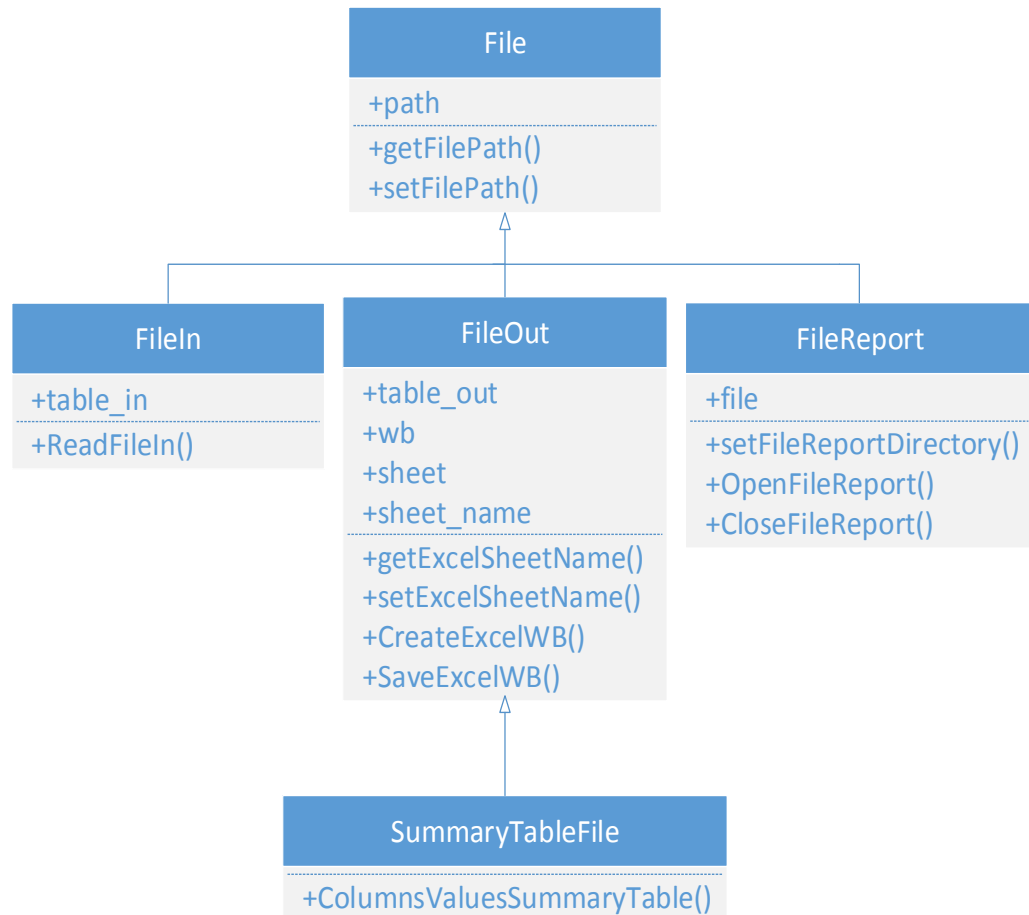 File
+path
+getFilePath()
+setFilePath()
FileIn
+table_in
+ReadFileIn()
FileOut
+table_out
+wb
+sheet
+sheet_name
+getExcelSheetName()
+setExcelSheetName()
+CreateExcelWB()
+SaveExcelWB()
FileReport
+file
+setFileReportDirectory()
+OpenFileReport()
+CloseFileReport()
SummaryTableFile
+ColumnsValuesSummaryTable()